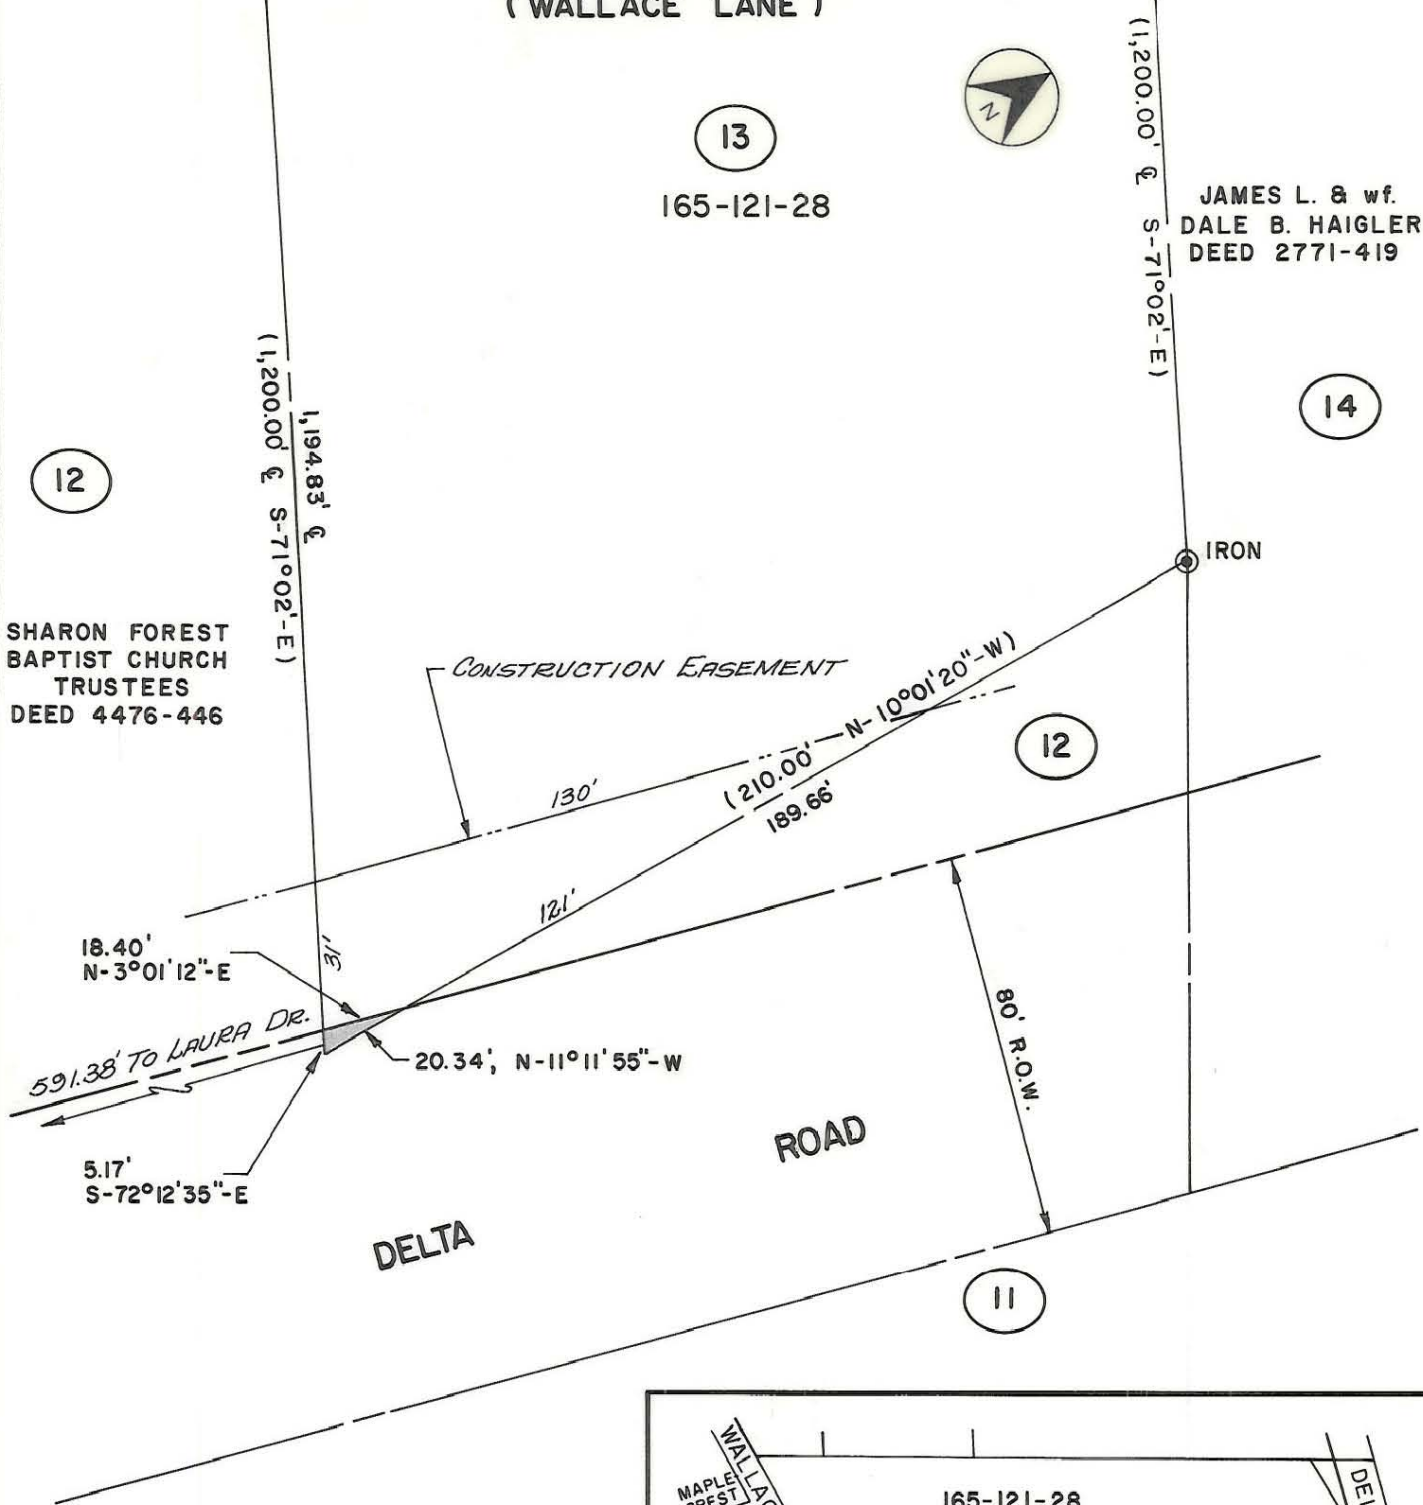 (WALLACE LANE)
13
165-121-28
N
(1,200.00' ℄ S-71°02'-E)
JAMES L. & wf.
DALE B. HAIGLER
DEED 2771-419
14
12
(1,200.00' ℄ S-71°02'-E)
1,194.83' ℄
IRON
SHARON FOREST
BAPTIST CHURCH
TRUSTEES
DEED 4476-446
CONSTRUCTION EASEMENT
(210.00' N-10°01'20"-W)
189.66'
12
130'
121'
31'
18.40'
N-3°01'12"-E
591.38' TO LAURA DR.
20.34', N-11°11'55"-W
80' R.O.W.
5.17'
S-72°12'35"-E
DELTA ROAD
11
WALLAC
MAPLE
165-121-28